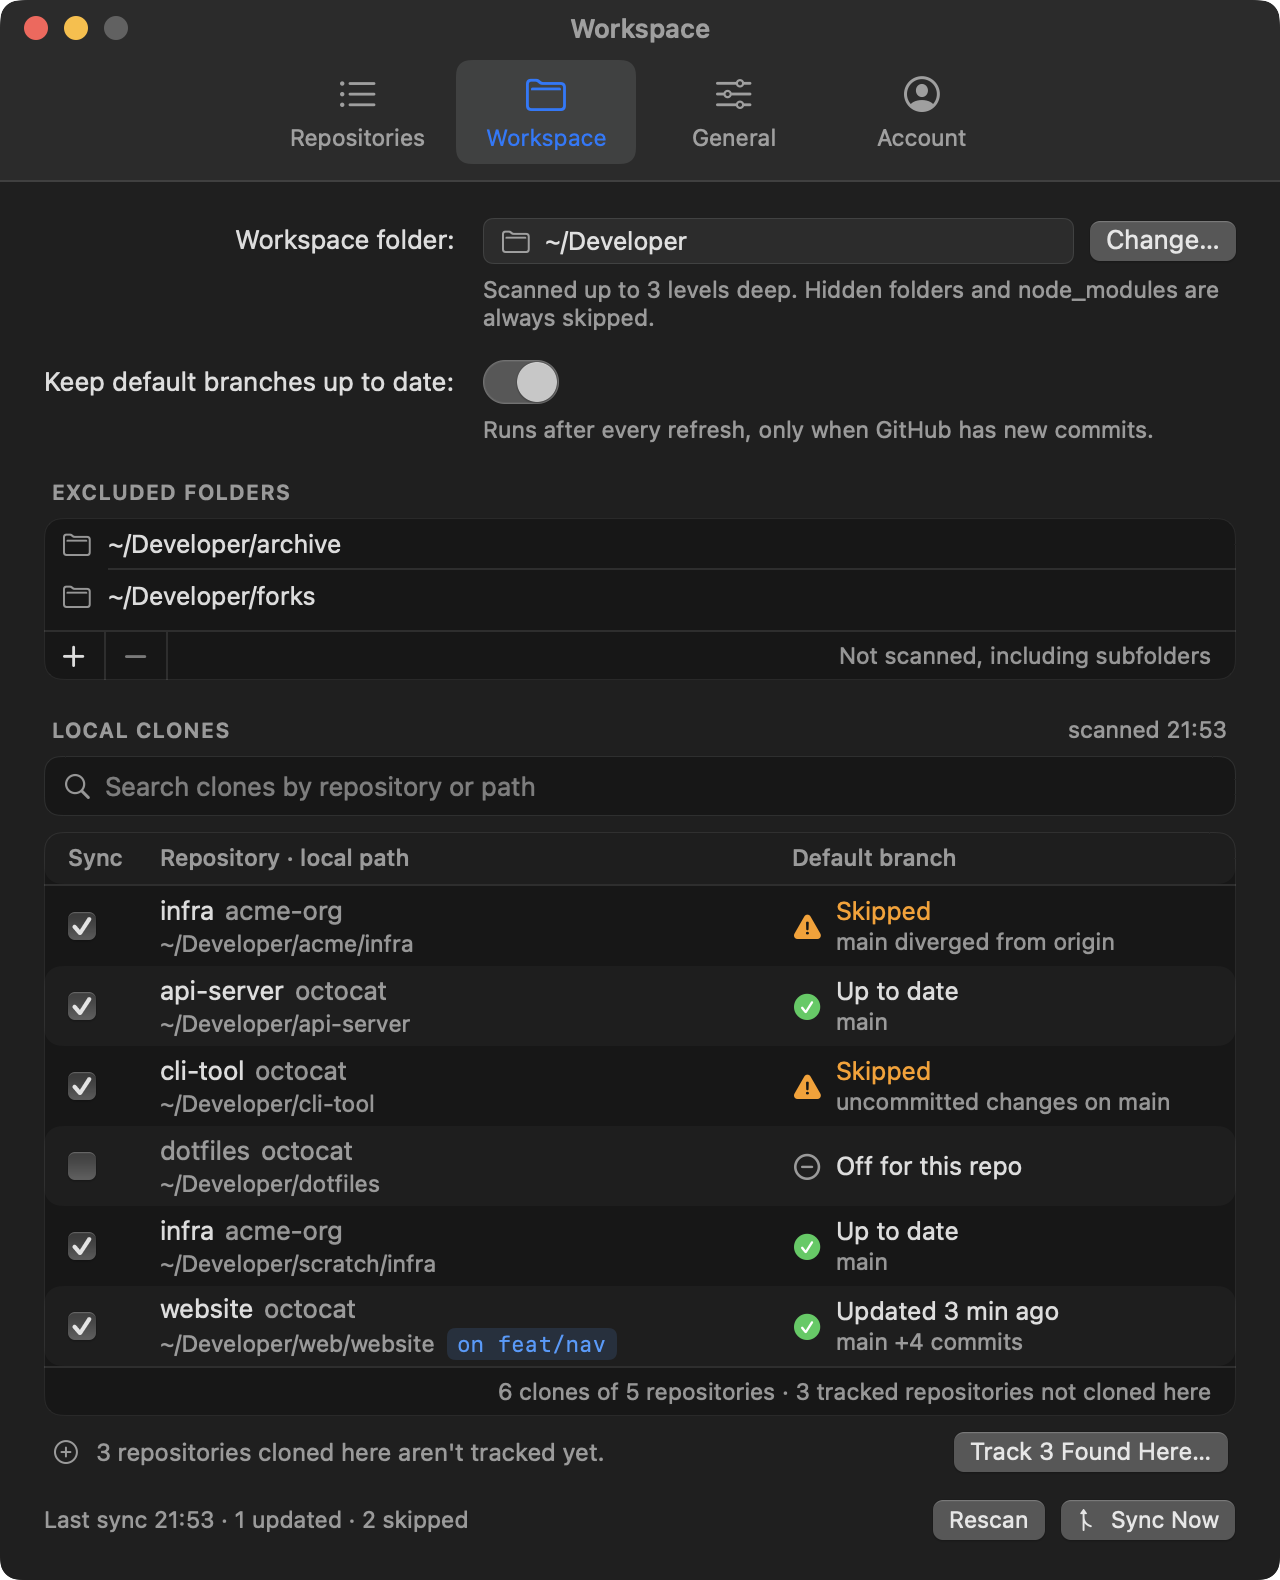 Workspace
Repositories
Workspace
General
Account
Workspace folder:
~/Developer
Change...
Scanned up to 3 levels deep. Hidden folders and node_modules are
always skipped.
Keep default branches up to date:
Runs after every refresh, only when GitHub has new commits.
EXCLUDED FOLDERS
~/Developer/archive
~/Developer/forks
Not scanned, including subfolders
LOCAL CLONES
scanned 21:53
Search clones by repository or path
Sync
Repository · local path
Default branch
infra acme-org
~/Developer/acme/infra
Skipped
main diverged from origin
api-server octocat
~/Developer/api-server
Up to date
main
cli-tool octocat
~/Developer/cli-tool
Skipped
uncommitted changes on main
dotfiles octocat
~/Developer/dotfiles
Off for this repo
infra acme-org
~/Developer/scratch/infra
Up to date
main
website octocat
~/Developer/web/website on feat/nav
Updated 3 min ago
main +4 commits
6 clones of 5 repositories · 3 tracked repositories not cloned here
3 repositories cloned here aren't tracked yet.
Track 3 Found Here...
Last sync 21:53 · 1 updated · 2 skipped
Rescan
Sync Now